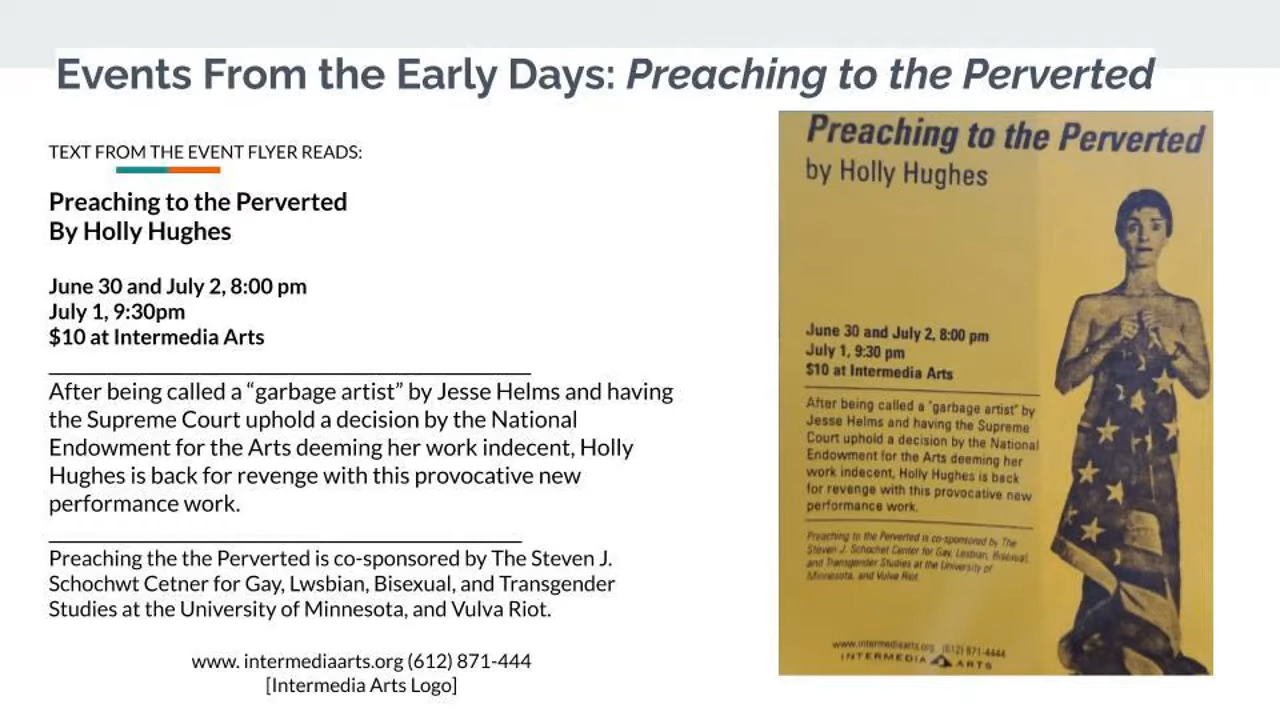 Events From the Early Days: Preaching to the Perverted
TEXT FROM THE EVENT FLYER READS:
Preaching to the Perverted
By Holly Hughes
June 30 and July 2, 8:00 pm
July 1, 9:30pm
$10 at Intermedia Arts
After being called a “garbage artist” by Jesse Helms and having
the Supreme Court uphold a decision by the National
Endowment for the Arts deeming her work indecent, Holly
Hughes is back for revenge with this provocative new
performance work.
Preaching the the Perverted is co-sponsored by The Steven J.
Schochwt Cetner for Gay, Lwsbian, Bisexual, and Transgender
Studies at the University of Minnesota, and Vulva Riot.
www. intermediaarts.org (612) 871-444
[Intermedia Arts Logo]
Preaching to the Perverted
by Holly Hughes
June 30 and July 2, 8:00 pm
July 1, 9:30 pm
$10 at Intermedia Arts
After being called a "garbage artist" by
Jesse Helms and having the Supreme
Court uphold a decision by the National
Endowment for the Arts deeming her
work indecent, Holly Hughes is back
for revenge with this provocative new
performance work.
Preaching to the Perverted is co-sponsored by The
Steven J. Schochet Center for Gay, Lesbian, Bisexual,
and Transgender Studies at the University of
Minnesota, and Vulva Riot.
www.intermediaarts.org (612) 871-4444
INTERMEDIA ARTS